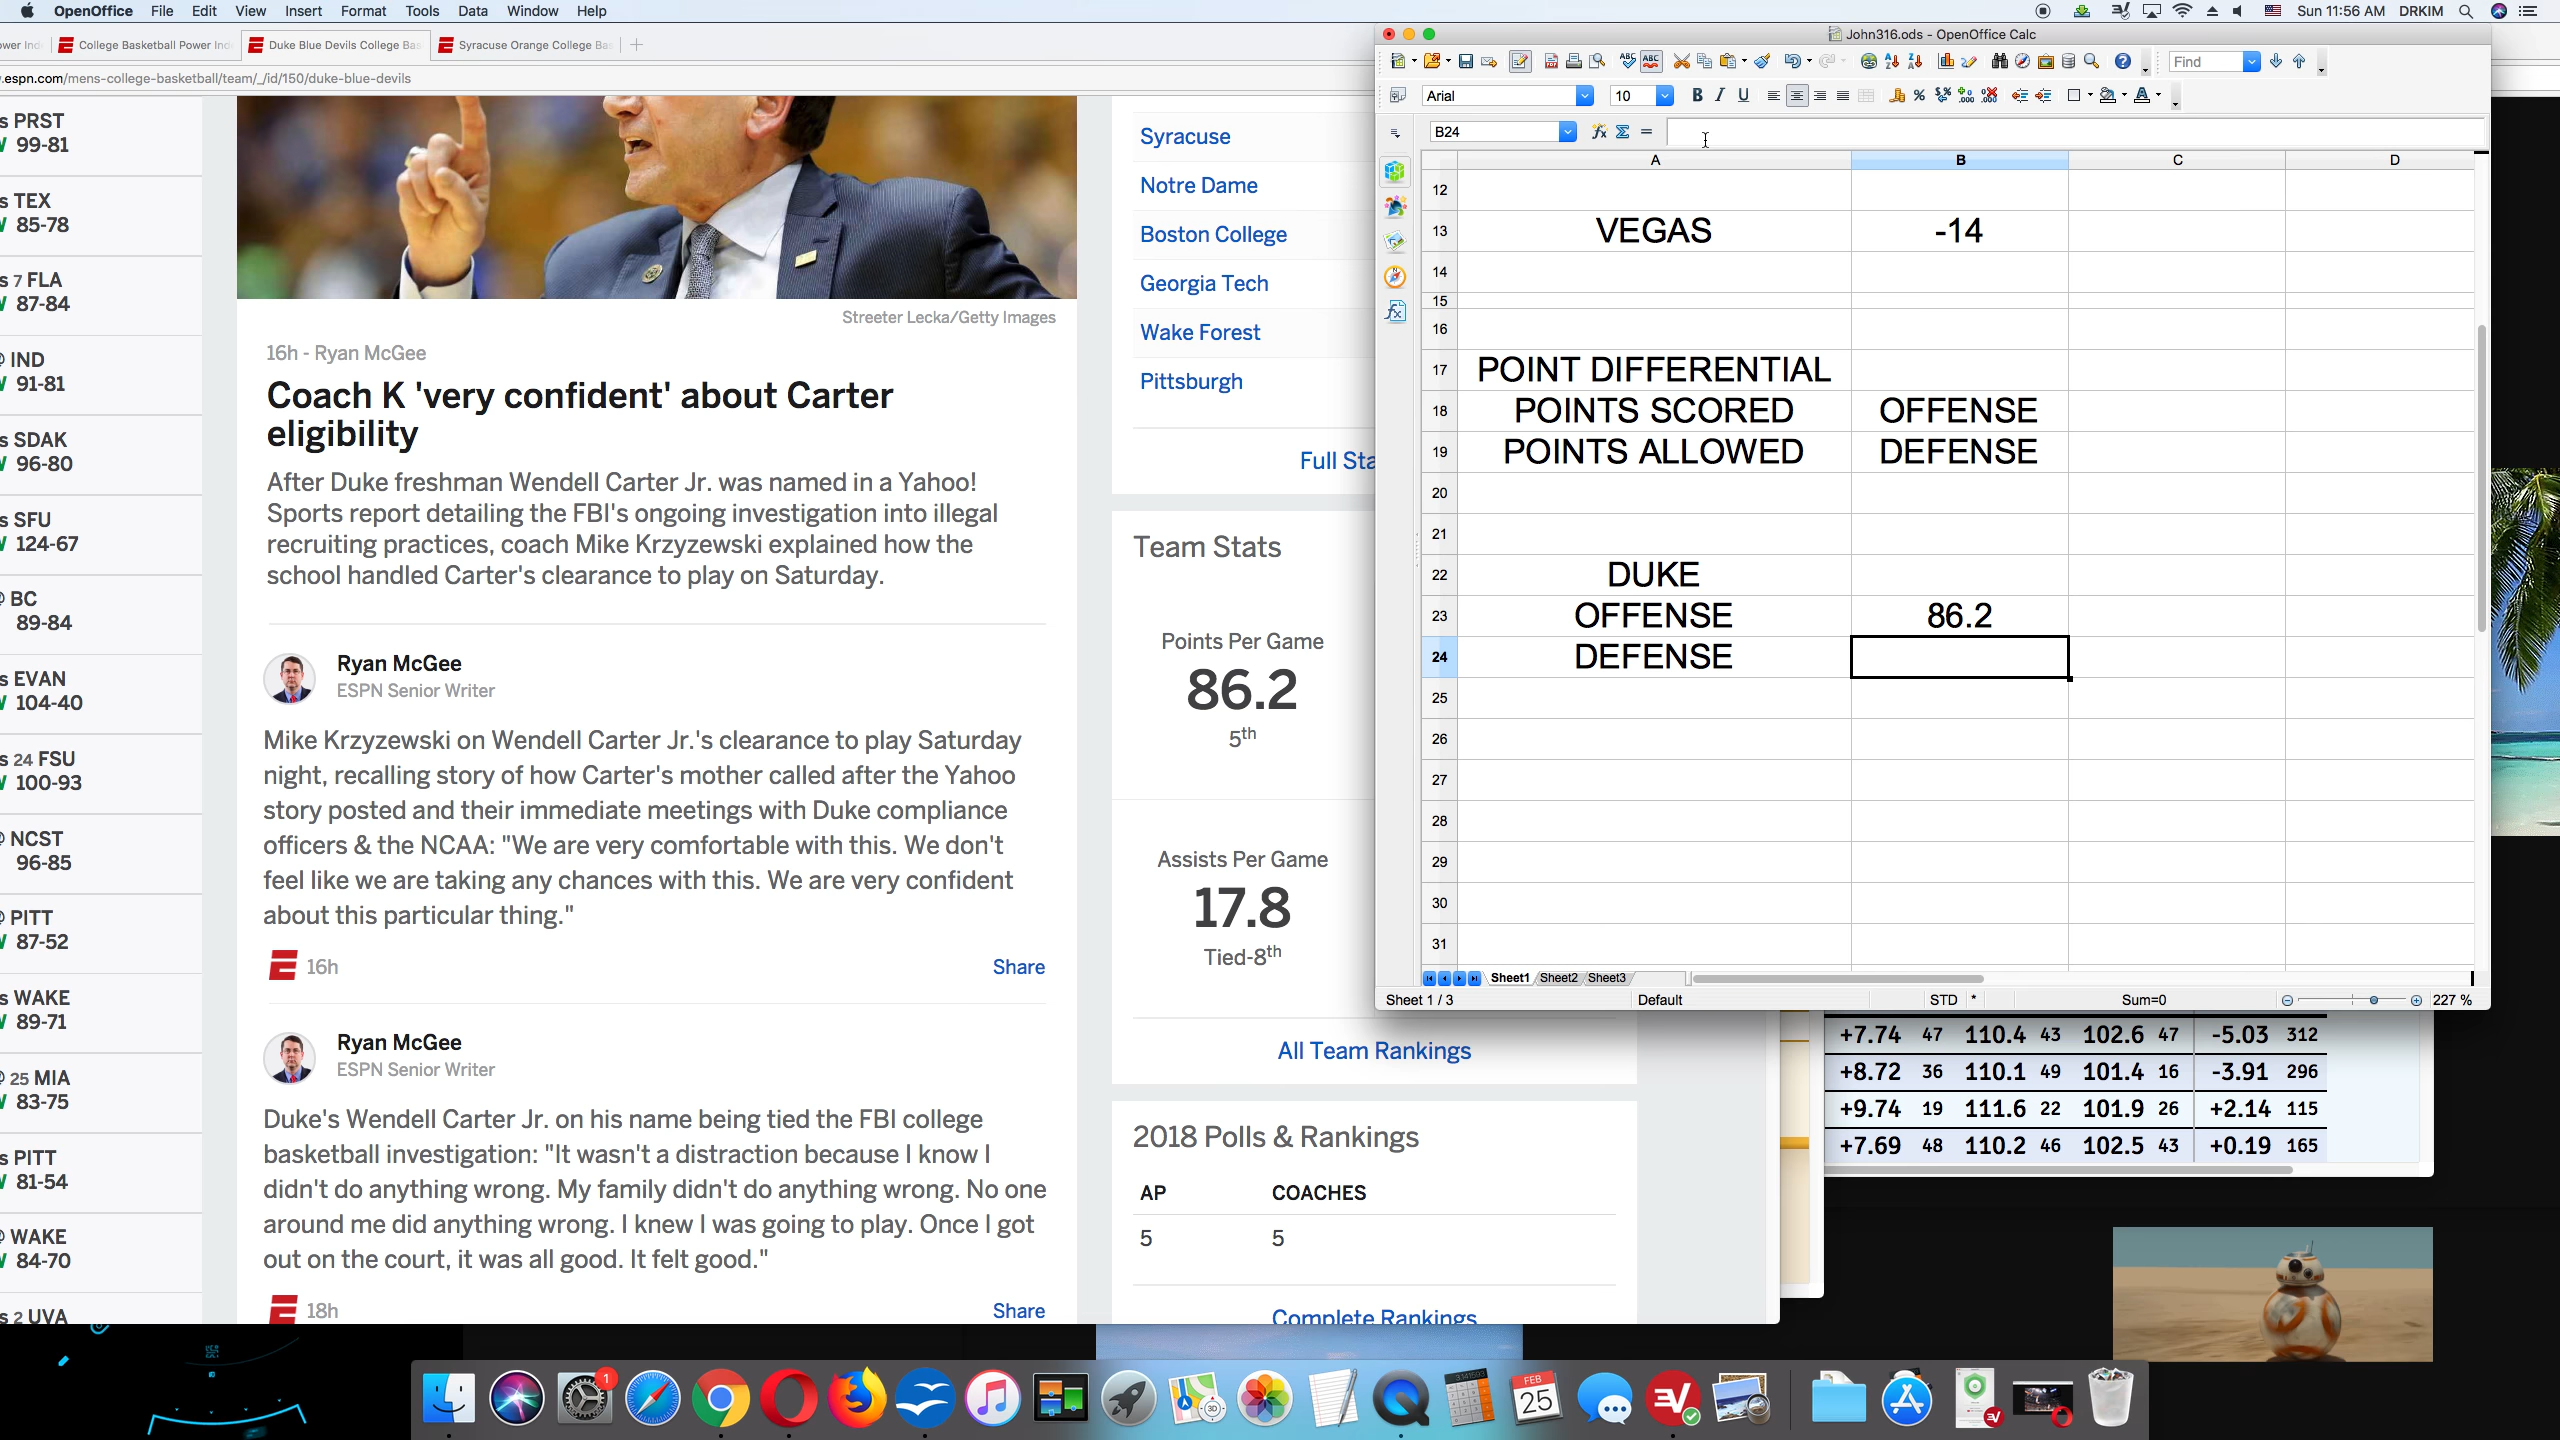 OpenOffice File Edit View Insert Format Tools Data Window Help
Sun 11:56 AM DRKIM
College Basketball Power Ind
Duke Blue Devils College Bas
Syracuse Orange College Ba
.espn.com/mens-college-basketball/team/_/id/150/duke-blue-devils
s PRST
99-81
s TEX
85-78
s 7 FLA
87-84
@ IND
91-81
s SDAK
96-80
s SFU
124-67
@ BC
89-84
s EVAN
104-40
s 24 FSU
100-93
@ NCST
96-85
@ PITT
87-52
s WAKE
89-71
@ 25 MIA
83-75
s PITT
81-54
@ WAKE
84-70
s 2 UVA
Streeter Lecka/Getty Images
16h - Ryan McGee
Coach K 'very confident' about Carter
eligibility
After Duke freshman Wendell Carter Jr. was named in a Yahoo!
Sports report detailing the FBI's ongoing investigation into illegal
recruiting practices, coach Mike Krzyzewski explained how the
school handled Carter's clearance to play on Saturday.
Ryan McGee
ESPN Senior Writer
Mike Krzyzewski on Wendell Carter Jr.'s clearance to play Saturday
night, recalling story of how Carter's mother called after the Yahoo
story posted and their immediate meetings with Duke compliance
officers & the NCAA: "We are very comfortable with this. We don't
feel like we are taking any chances with this. We are very confident
about this particular thing."
16h
Share
Ryan McGee
ESPN Senior Writer
Duke's Wendell Carter Jr. on his name being tied the FBI college
basketball investigation: "It wasn't a distraction because I know I
didn't do anything wrong. My family didn't do anything wrong. No one
around me did anything wrong. I knew I was going to play. Once I got
out on the court, it was all good. It felt good."
18h
Share
Syracuse
Notre Dame
Boston College
Georgia Tech
Wake Forest
Pittsburgh
Full Sta
Team Stats
Points Per Game
86.2
5th
Assists Per Game
17.8
Tied-8th
All Team Rankings
2018 Polls & Rankings
AP COACHES
5 5
Complete Rankings
John316.ods - OpenOffice Calc
Find
Arial 10
B24
A B C D
12
13 VEGAS -14
14
15
16
17 POINT DIFFERENTIAL
18 POINTS SCORED OFFENSE
19 POINTS ALLOWED DEFENSE
20
21
22 DUKE
23 OFFENSE 86.2
24 DEFENSE
25
26
27
28
29
30
31
Sheet1 Sheet2 Sheet3
Sheet 1 / 3 Default STD * Sum=0 227 %
+7.74 47 110.4 43 102.6 47 -5.03 312
+8.72 36 110.1 49 101.4 16 -3.91 296
+9.74 19 111.6 22 101.9 26 +2.14 115
+7.69 48 110.2 46 102.5 43 +0.19 165
1
FEB
25
3D